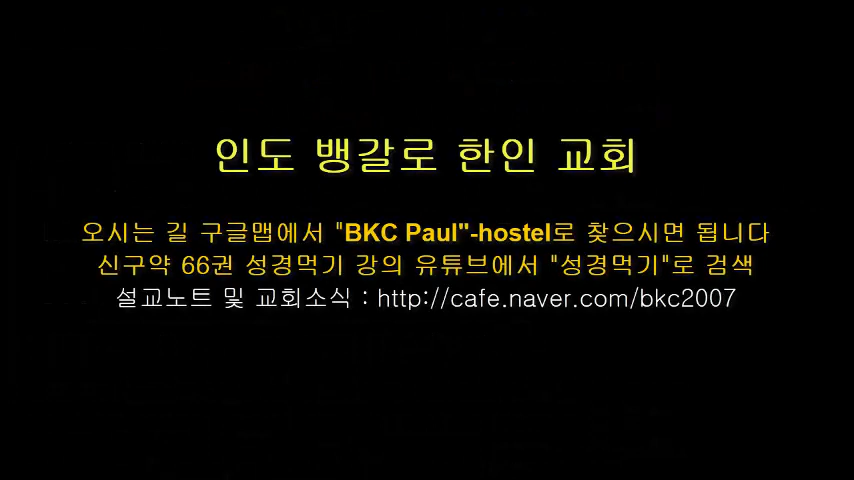 인도 뱅갈로 한인 교회
오시는 길 구글맵에서 "BKC Paul"-hostel로 찾으시면 됩니다
신구약 66권 성경먹기 강의 유튜브에서 "성경먹기"로 검색
설교노트 및 교회소식 : http://cafe.naver.com/bkc2007